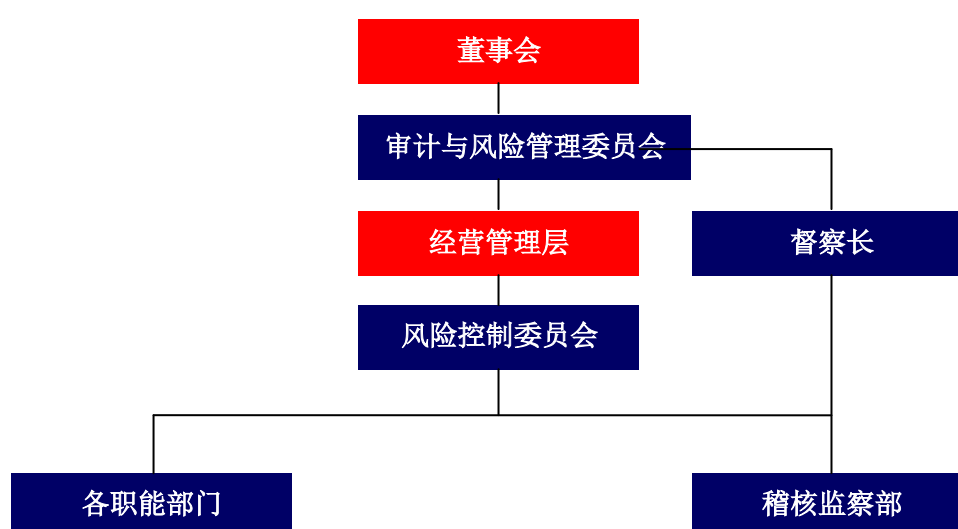 董事会
审计与风险管理委员会
经营管理层
督察长
风险控制委员会
各职能部门
稽核监察部